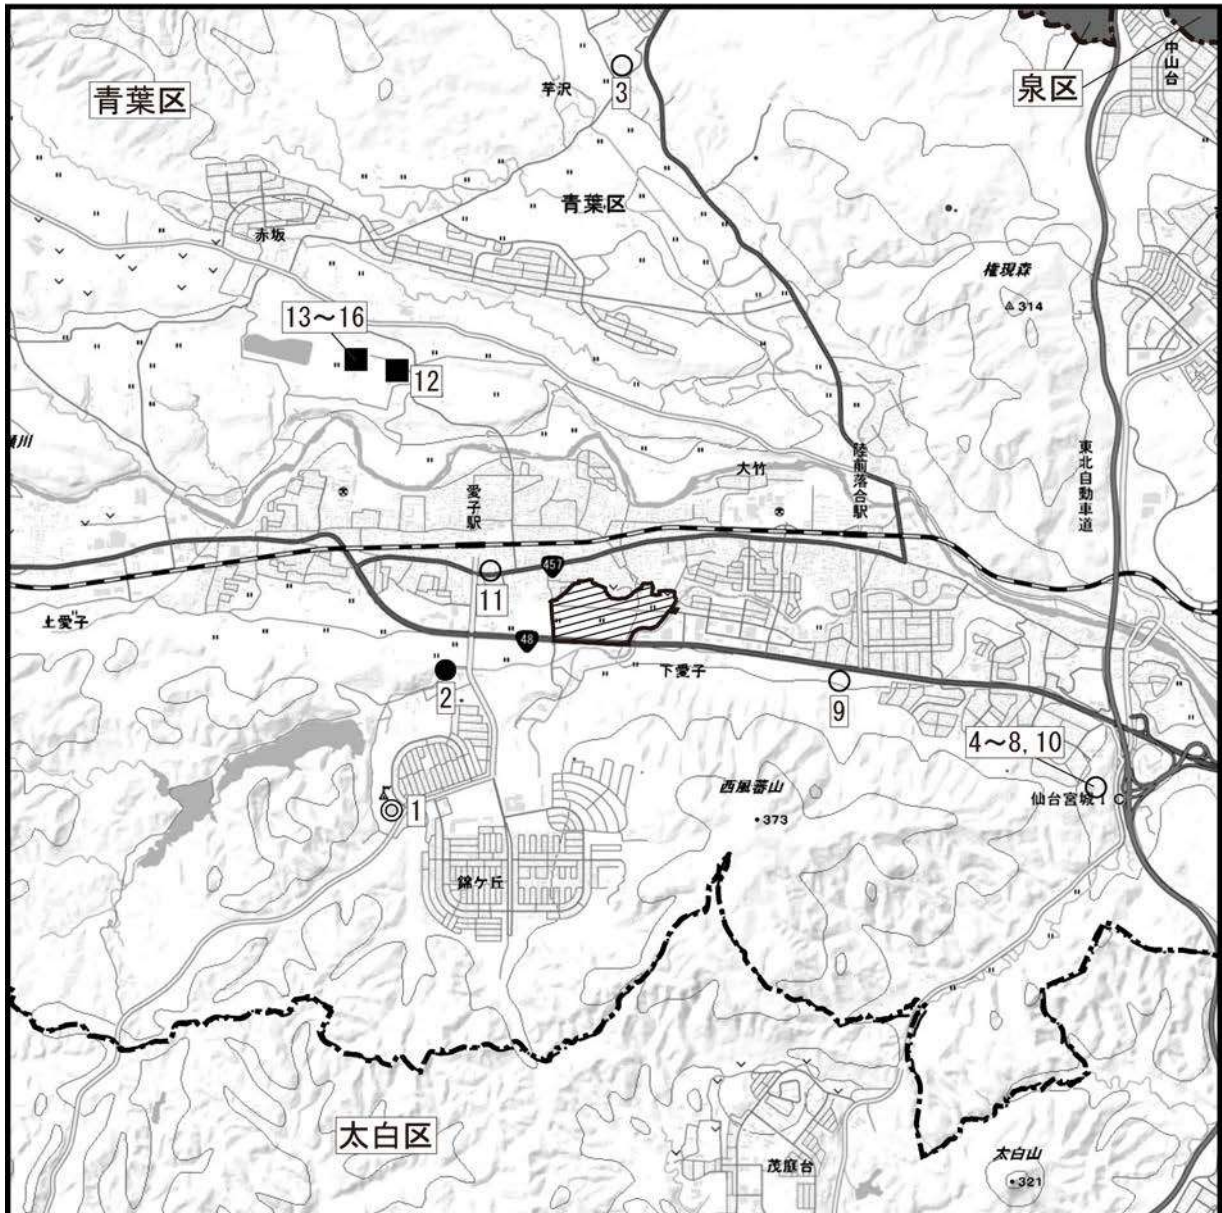 青葉区
芋沢
3
泉区
中山台
青葉区
赤坂
権現森
314
13～16
12
川
大竹
陸前落合駅
東北自動車道
愛子駅
457
11
上愛子
48
下愛子
2
9
4～8, 10
西風蕃山
373
仙台宮城IC
1
錦ケ丘
太白区
茂庭台
太白山
321